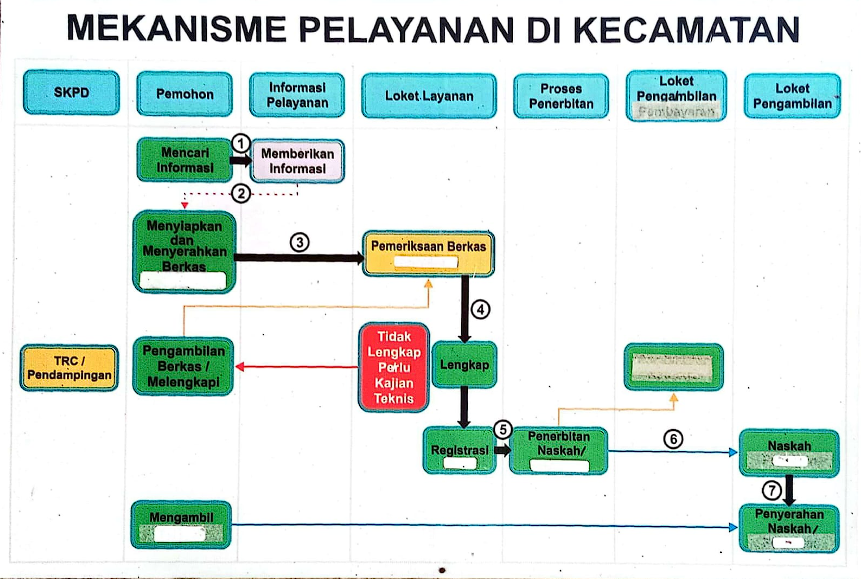 MEKANISME PELAYANAN DI KECAMATAN
SKPD
Pemohon
Informasi
Pelayanan
Loket Layanan
Proses
Penerbitan
Loket
Pengambilan
Pembayaran
Loket
Pengambilan
Mencari
Informasi
1
Memberikan
Informasi
2
Menyiapkan
dan
Menyerahkan
Berkas
3
Pemeriksaan Berkas
4
TRC /
Pendampingan
Pengambilan
Berkas /
Melengkapi
Tidak
Lengkap
Perlu
Kajian
Teknis
Lengkap
Registrasi
5
Penerbitan
Naskah/
6
Naskah
7
Mengambil
Penyerahan
Naskah/